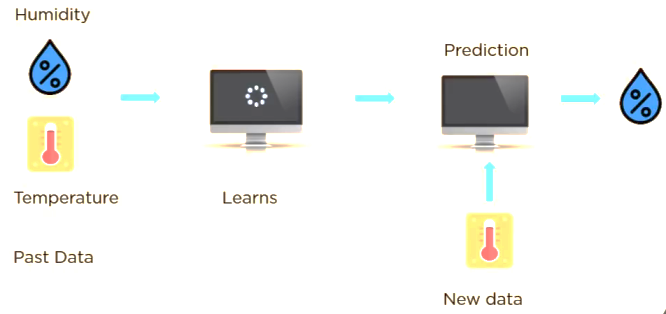 Humidity
Prediction
Temperature
Learns
Past Data
New data